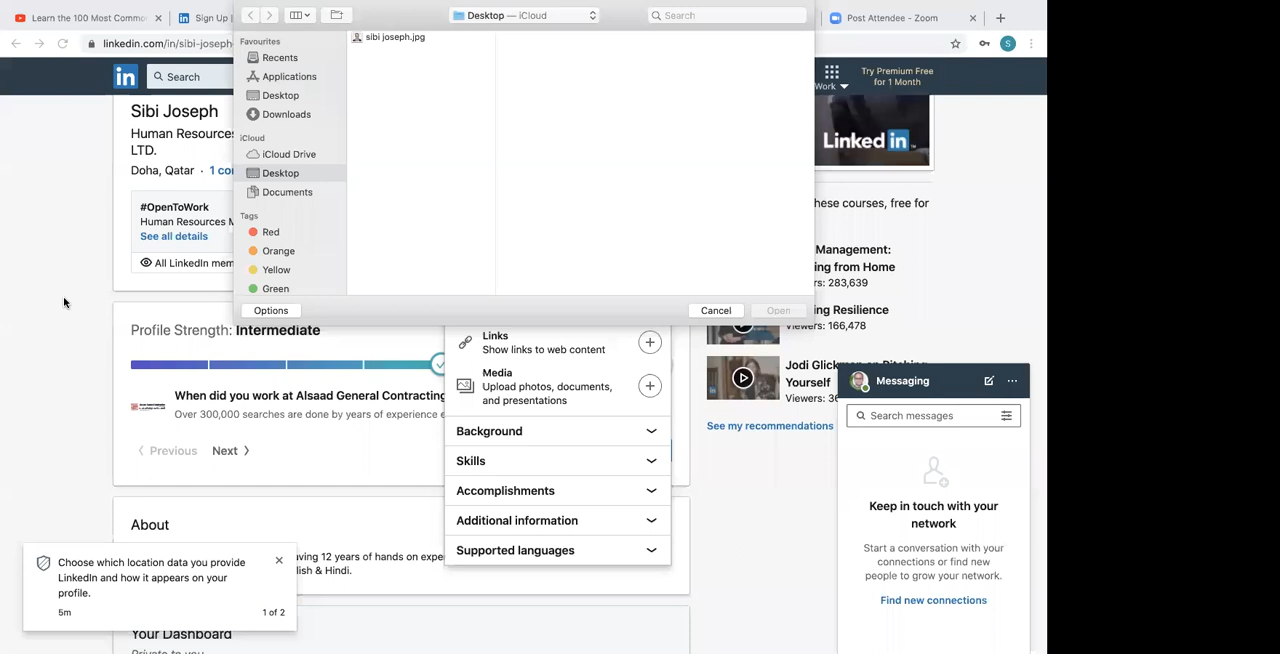 Learn the 100 Most Commo
Sign Up |
Desktop — iCloud
Search
Post Attendee - Zoom
linkedin.com/in/sibi-joseph-
S
in
Search
Work
Try Premium Free
for 1 Month
Favourites
Recents
Applications
Desktop
Downloads
iCloud
iCloud Drive
Desktop
Documents
Tags
Red
Orange
Yellow
Green
sibi joseph.jpg
Options
Cancel
Open
Sibi Joseph
Human Resources
LTD.
Doha, Qatar · 1 con
#OpenToWork
Human Resources M
See all details
All LinkedIn mem
Linked in
hese courses, free for
Management:
ing from Home
rs: 283,639
ing Resilience
Viewers: 166,478
Jodi Glickman on Pitching
Yourself
Viewers: 36
See my recommendations
Profile Strength: Intermediate
When did you work at Alsaad General Contracting
Over 300,000 searches are done by years of experience e
Previous
Next
Links
Show links to web content
Media
Upload photos, documents,
and presentations
Background
Skills
Accomplishments
Additional information
Supported languages
About
aving 12 years of hands on expe
lish & Hindi.
Choose which location data you provide
LinkedIn and how it appears on your
profile.
5m
1 of 2
Your Dashboard
Private to you
Messaging
Search messages
Keep in touch with your
network
Start a conversation with your
connections or find new
people to grow your network.
Find new connections